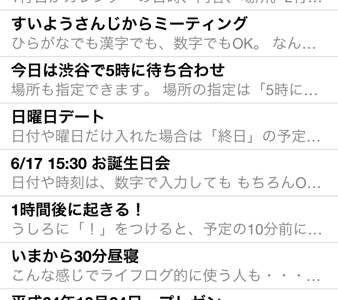 すいようさんじからミーティング
ひらがなでも漢字でも、数字でもOK。 なん…
今日は渋谷で5時に待ち合わせ
場所も指定できます。 場所の指定は「5時に…
日曜日デート
日付や曜日だけ入れた場合は「終日」の予定…
6/17 15:30 お誕生日会
日付や時刻は、数字で入力しても もちろんO…
1時間後に起きる！
うしろに「！」をつけると、予定の10分前に…
いまから30分昼寝
こんな感じでライフログ的に使う人も・・・…